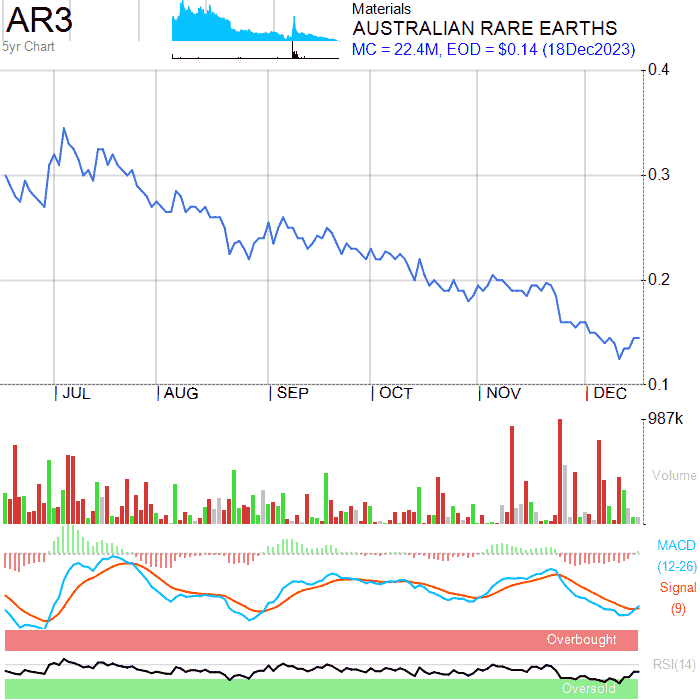 AR3
5yr Chart
Materials
AUSTRALIAN RARE EARTHS
MC = 22.4M, EOD = $0.14 (18Dec2023)
0.4
0.3
0.2
0.1
JUL AUG SEP OCT NOV DEC
987k
Volume
MACD
(12-26)
Signal
(9)
Overbought
RSI(14)
Oversold